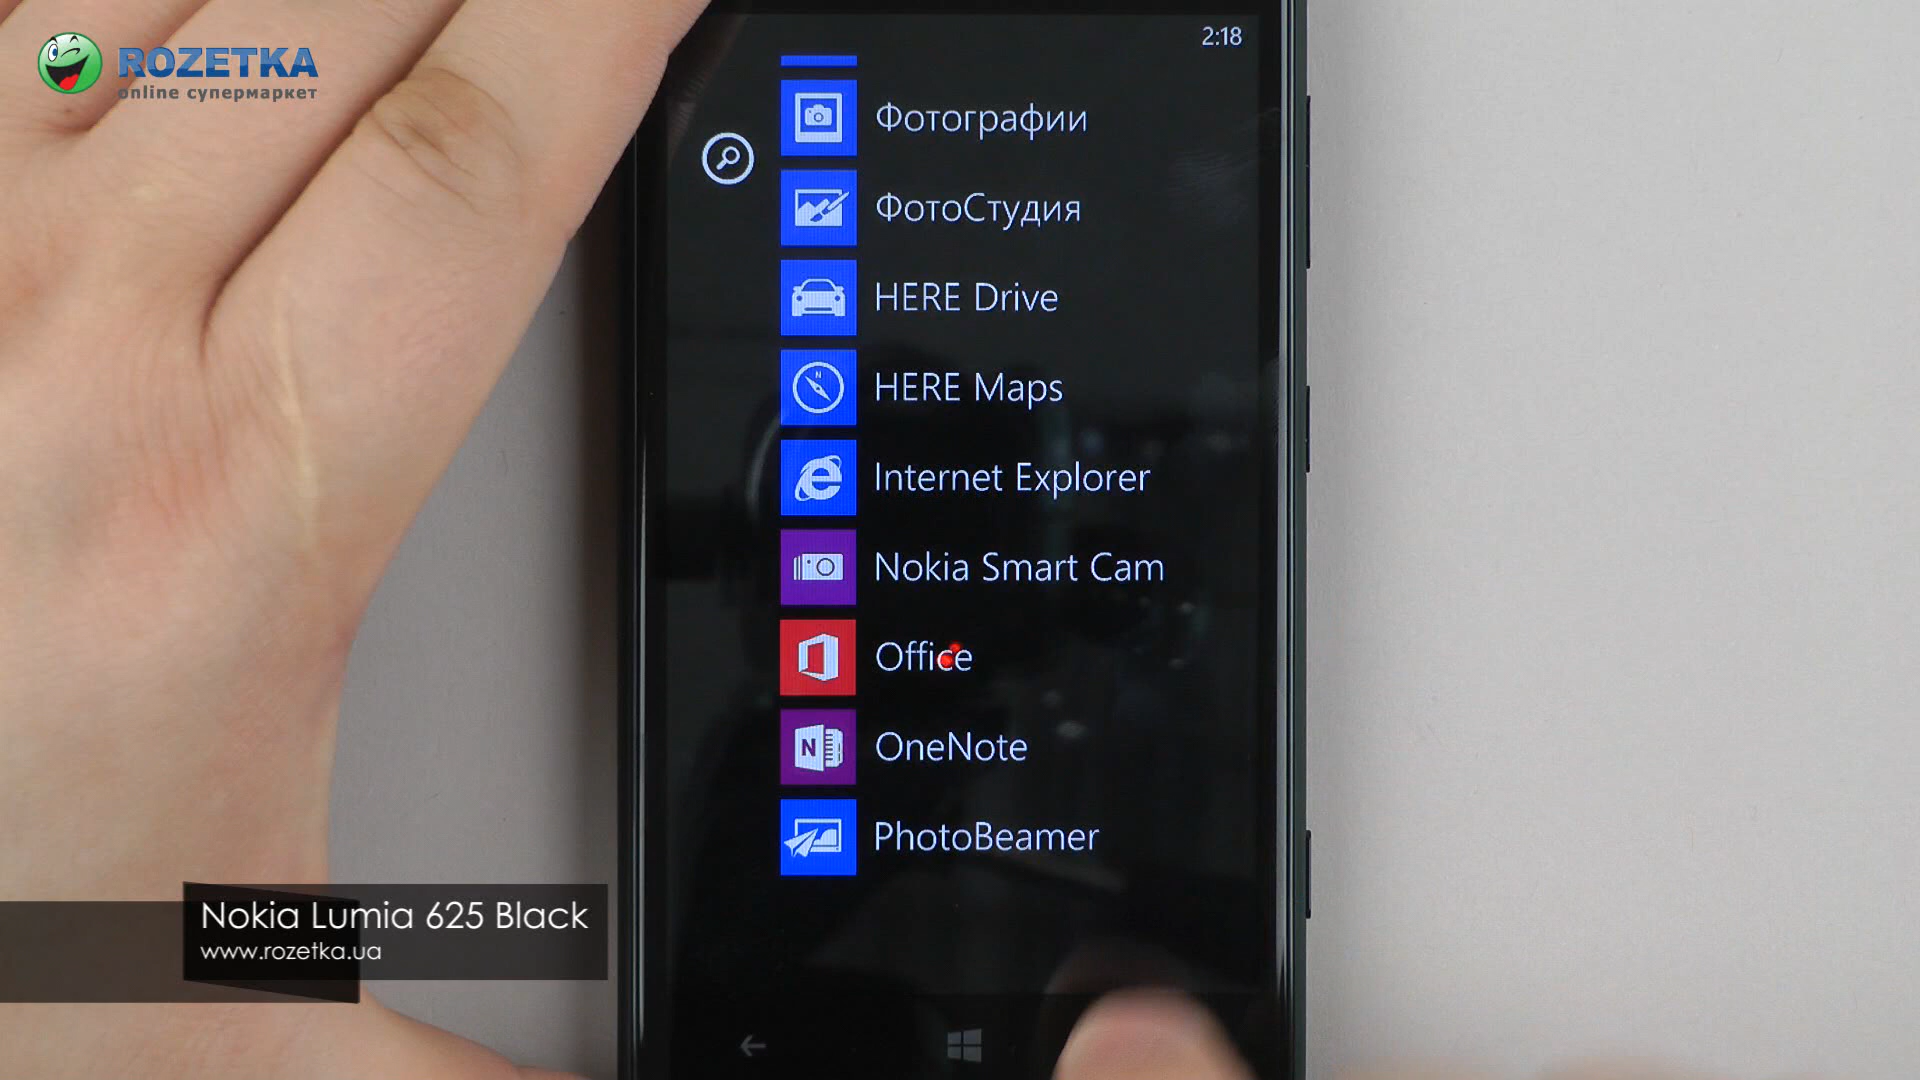 ROZETKA
online супермаркет
2:18
Фотографии
ФотоСтудия
HERE Drive
N
HERE Maps
Internet Explorer
Nokia Smart Cam
Office
N
OneNote
PhotoBeamer
Nokia Lumia 625 Black
www.rozetka.ua